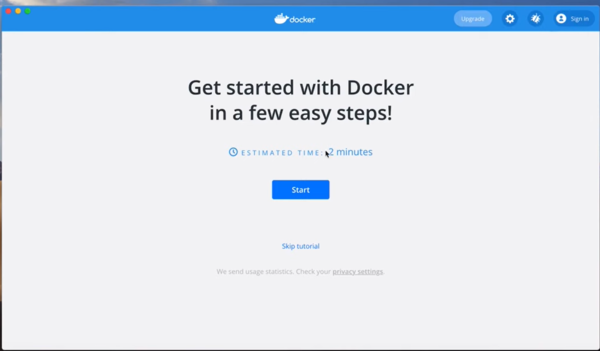 docker
Upgrade
Sign in
Get started with Docker
in a few easy steps!
ESTIMATED TIME: 2 minutes
Start
Skip tutorial
We send usage statistics. Check your privacy settings.